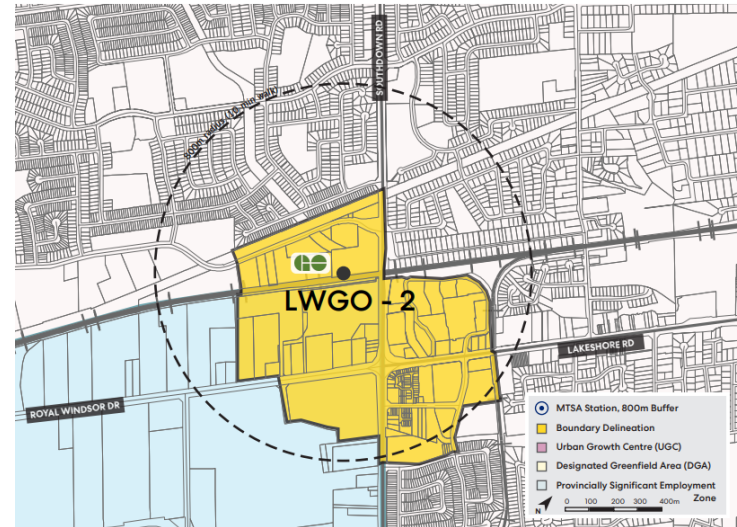 SOUTHDOWN RD
800m radius (10 min walk)
GO
LWGO - 2
LAKESHORE RD
ROYAL WINDSOR DR
MTSA Station, 800m Buffer
Boundary Delineation
Urban Growth Centre (UGC)
Designated Greenfield Area (DGA)
Provincially Significant Employment
Zone
N
0 100 200 300 400m